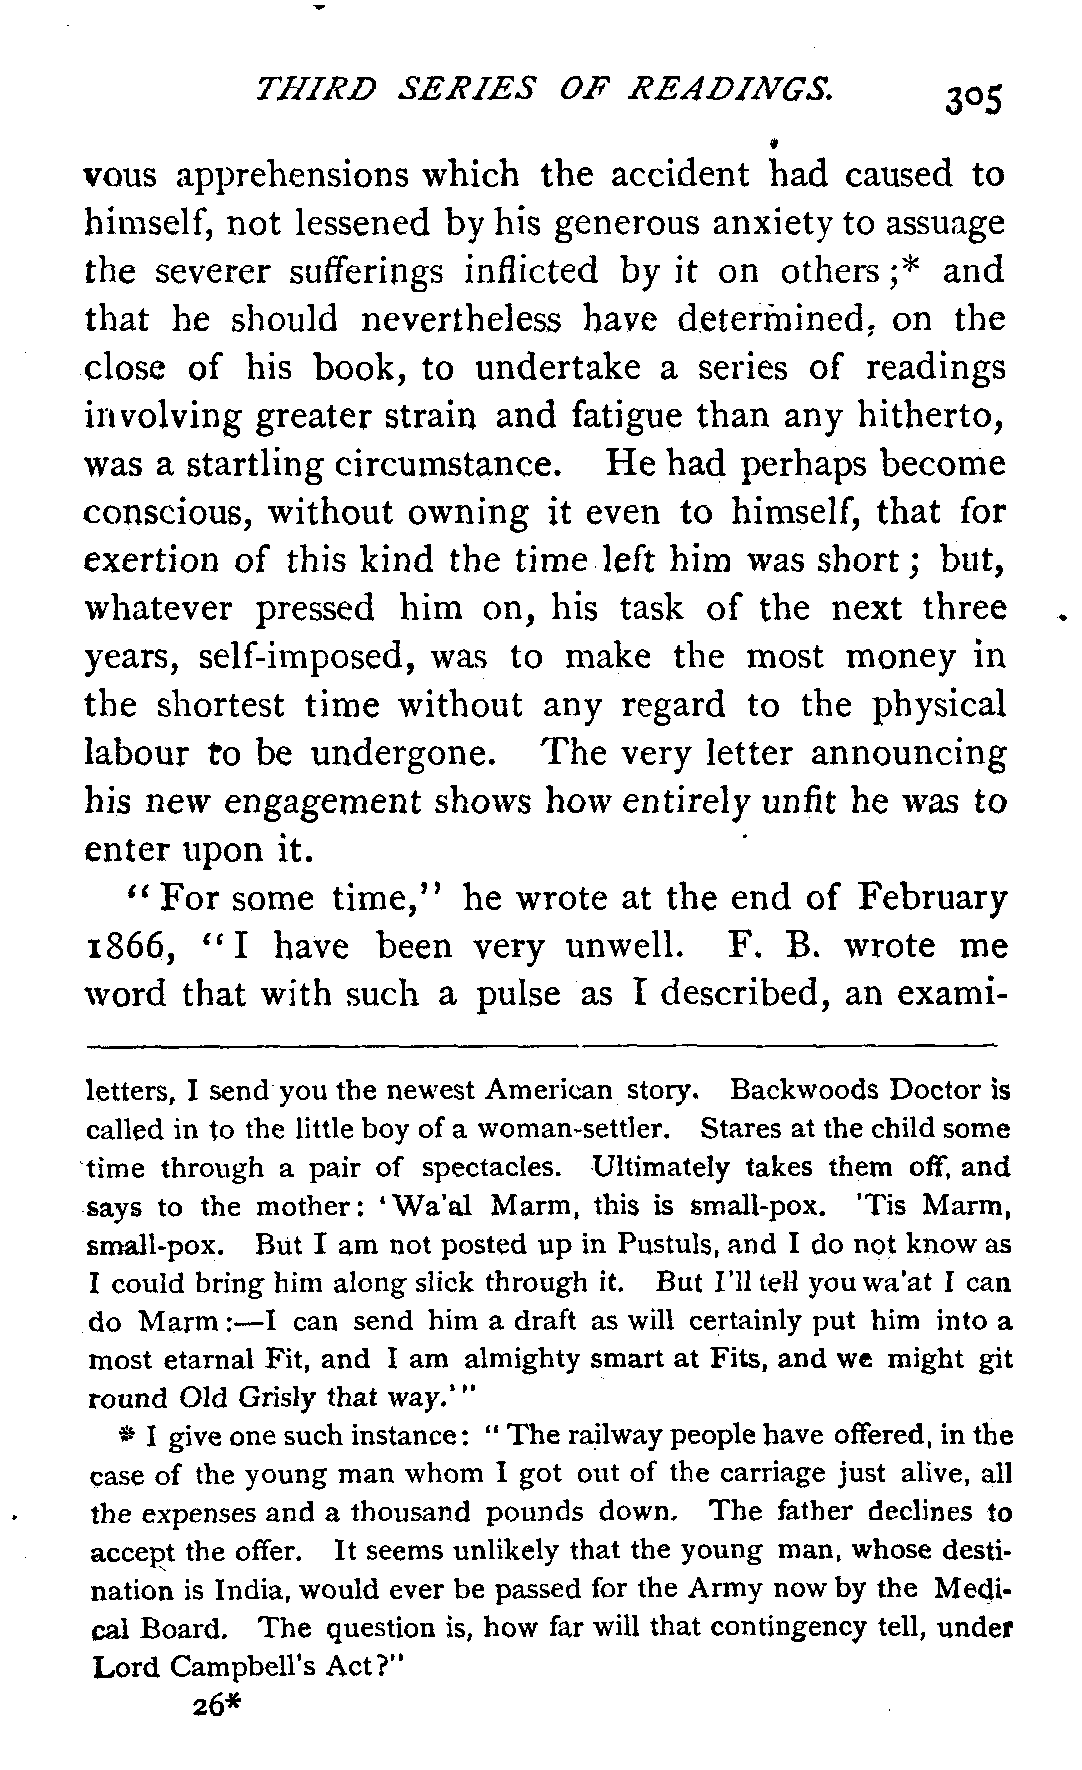 THIRD SERIES OF READINGS. 305
vous apprehensions which the accident had caused to
himself, not lessened by his generous anxiety to assuage
the severer sufferings inflicted by it on others ;* and
that he should nevertheless have determined, on the
close of his book, to undertake a series of readings
involving greater strain and fatigue than any hitherto,
was a startling circumstance. He had perhaps become
conscious, without owning it even to himself, that for
exertion of this kind the time left him was short ; but,
whatever pressed him on, his task of the next three
years, self-imposed, was to make the most money in
the shortest time without any regard to the physical
labour to be undergone. The very letter announcing
his new engagement shows how entirely unfit he was to
enter upon it.
“ For some time,” he wrote at the end of February
1866, “ I have been very unwell. F. B. wrote me
word that with such a pulse as I described, an exami-
letters, I send you the newest American story. Backwoods Doctor is
called in to the little boy of a woman-settler. Stares at the child some
time through a pair of spectacles. Ultimately takes them off, and
says to the mother: ‘Wa'al Marm, this is small-pox. 'Tis Marm,
small-pox. But I am not posted up in Pustuls, and I do not know as
I could bring him along slick through it. But I'll tell you wa'at I can
do Marm :—I can send him a draft as will certainly put him into a
most etarnal Fit, and I am almighty smart at Fits, and we might git
round Old Grisly that way.’”
* I give one such instance: “ The railway people have offered, in the
case of the young man whom I got out of the carriage just alive, all
the expenses and a thousand pounds down. The father declines to
accept the offer. It seems unlikely that the young man, whose desti-
nation is India, would ever be passed for the Army now by the Medi-
cal Board. The question is, how far will that contingency tell, under
Lord Campbell's Act?”
26*